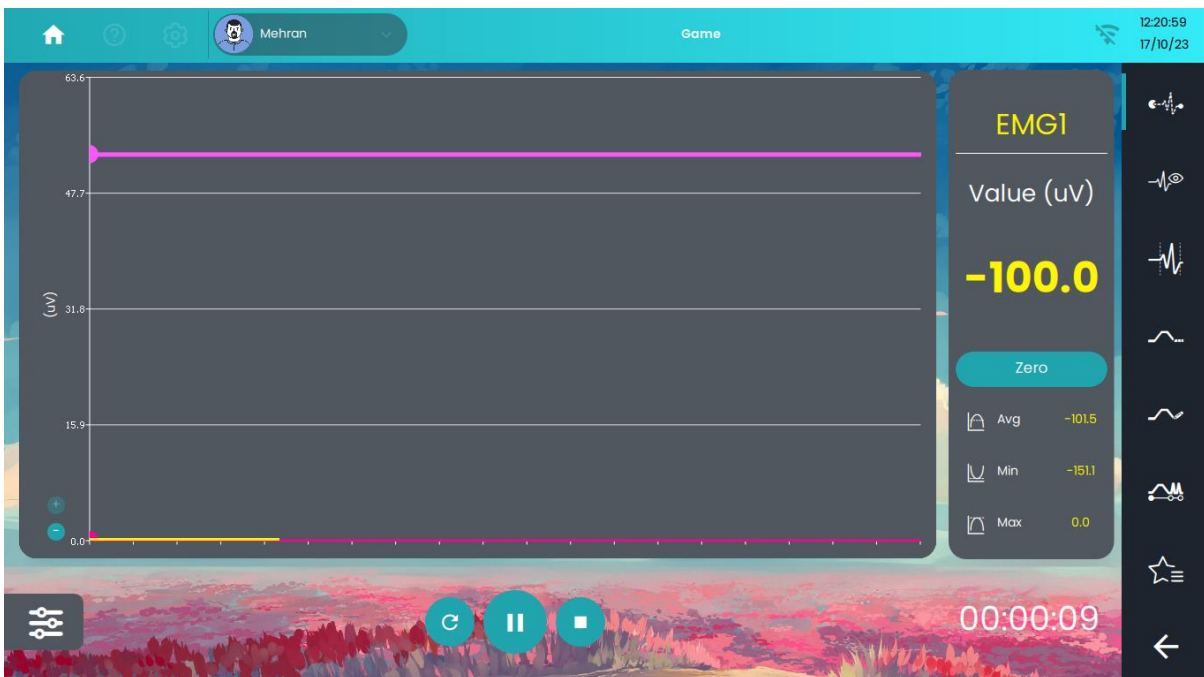 Mehran
Game
12:20:59
17/10/23
63.6
47.7
(uV)
31.8
15.9
0.0
EMG1
Value (uV)
-100.0
Zero
Avg -101.5
Min -151.1
Max 0.0
00:00:09